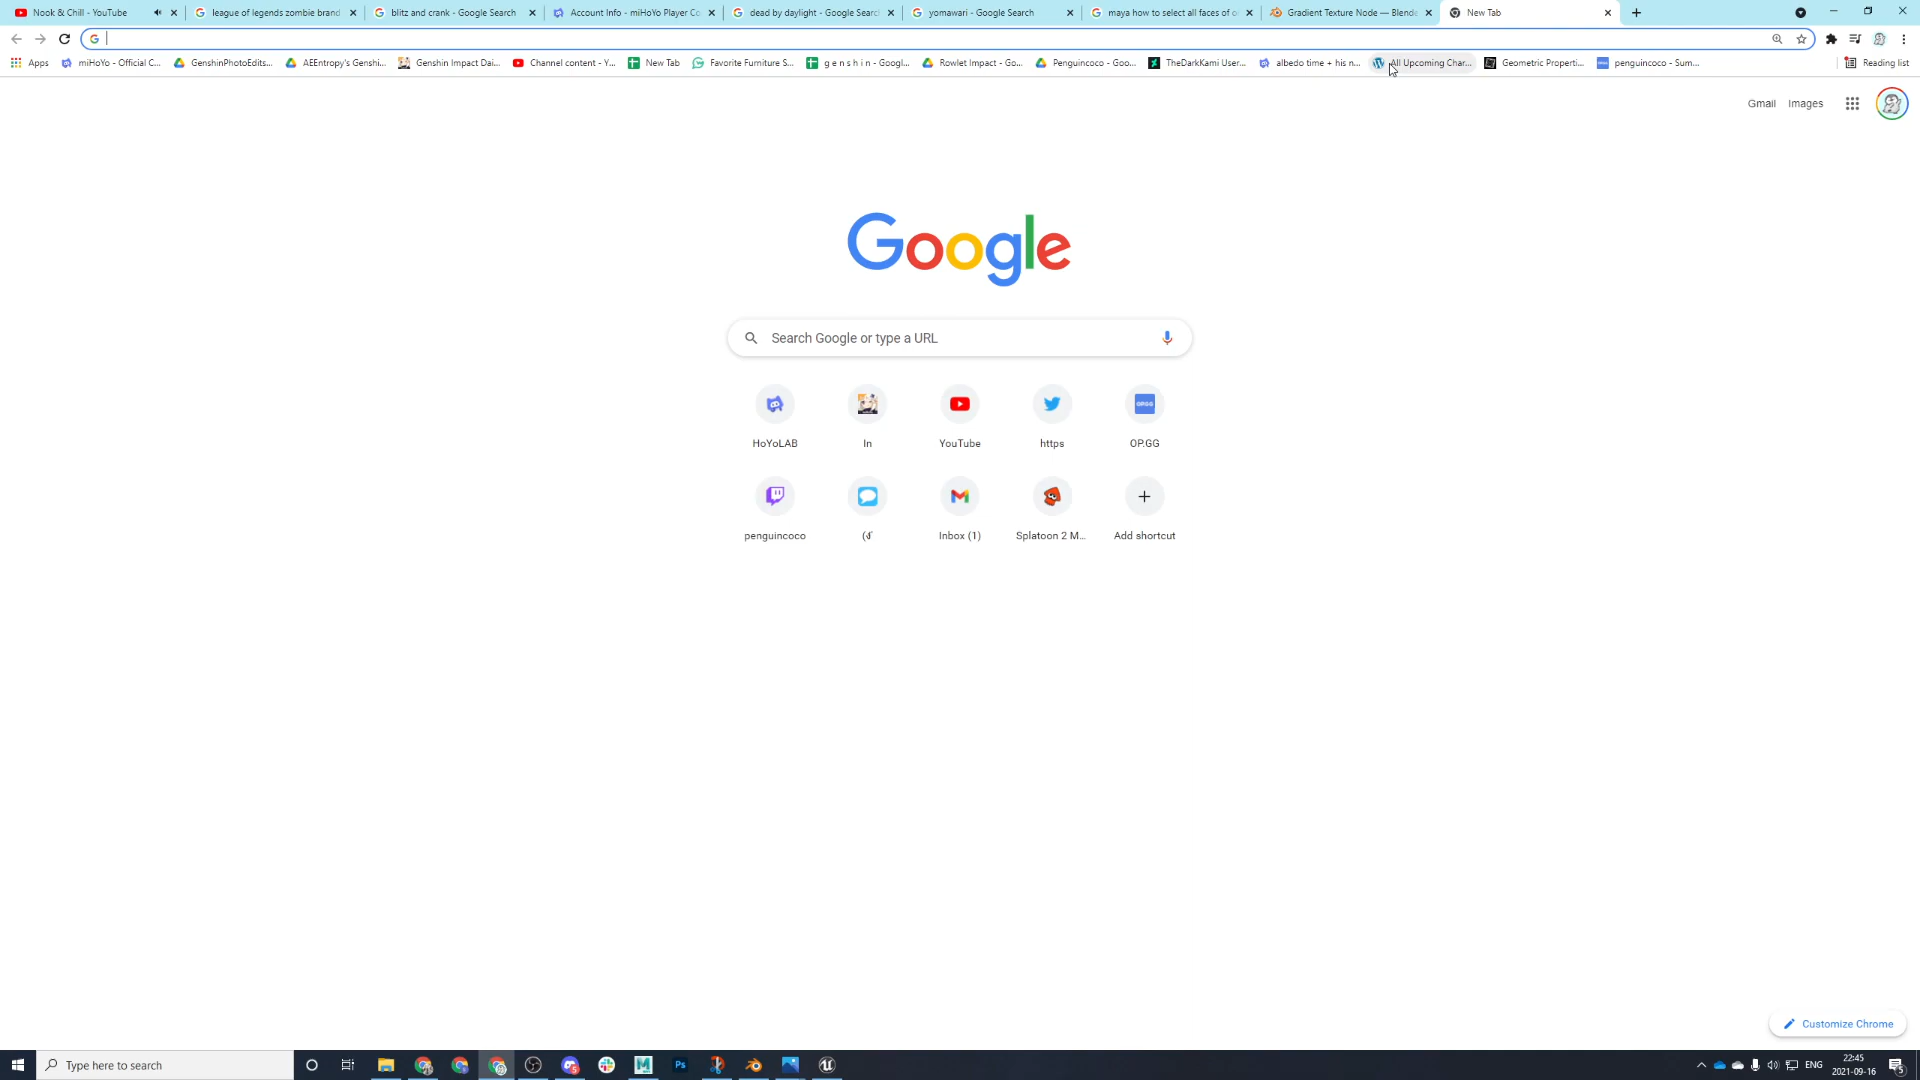 Nook & Chill - YouTube
league of legends zombie brand
blitz and crank - Google Search
Account Info - miHoYo Player Co
dead by daylight - Google Search
yomawari - Google Search
maya how to select all faces of o
Gradient Texture Node — Blende
New Tab
Apps
miHoYo - Official C...
GenshinPhotoEdits...
AEEntropy's Genshi...
Genshin Impact Dai...
Channel content - Y...
New Tab
Favorite Furniture S...
g e n s h i n - Googl...
Rowlet Impact - Go...
Penguincoco - Goo...
TheDarkKami User...
albedo time + his n...
All Upcoming Char...
Geometric Properti...
penguincoco - Sum...
Reading list
Gmail
Images
Google
Search Google or type a URL
HoYoLAB
In
YouTube
https
OP.GG
penguincoco
Inbox (1)
Splatoon 2 M...
Add shortcut
Customize Chrome
Type here to search
ENG
22:45
2021-09-16